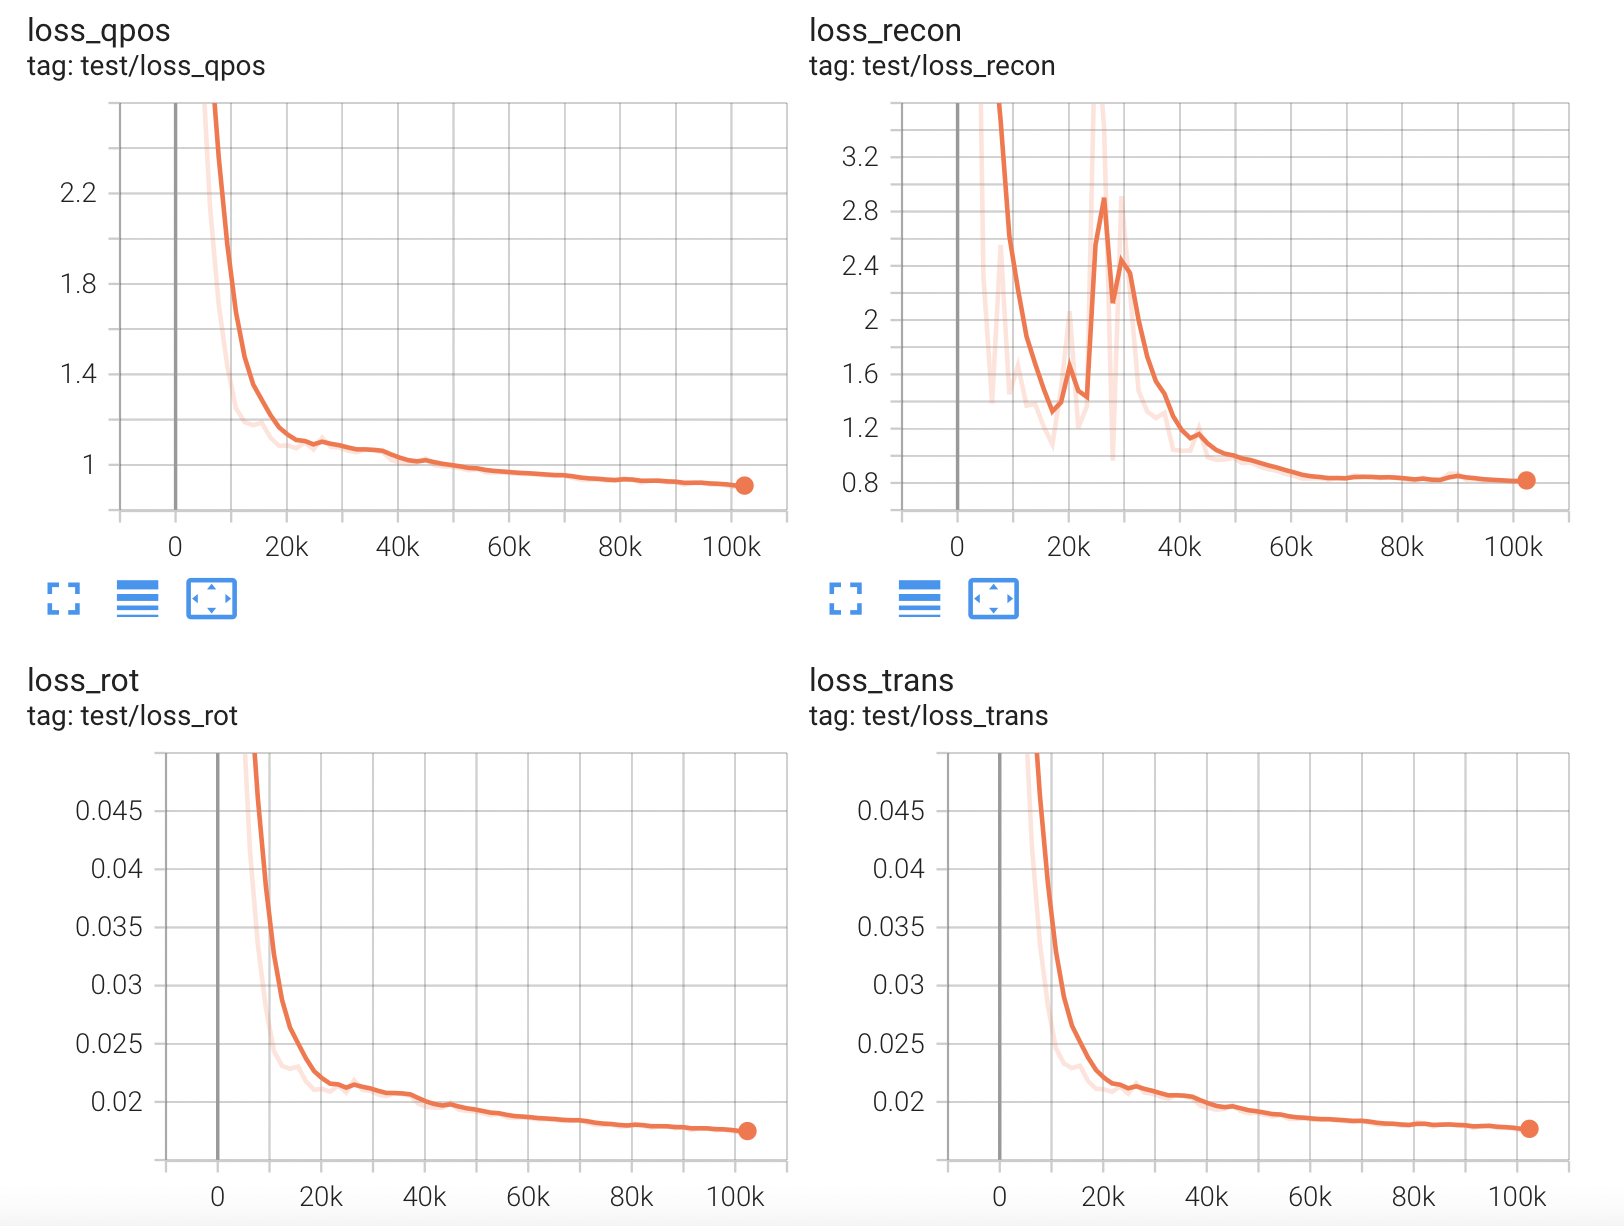 loss_qpos
tag: test/loss_qpos
2.2
1.8
1.4
1
0 20k 40k 60k 80k 100k
loss_recon
tag: test/loss_recon
3.2
2.8
2.4
2
1.6
1.2
0.8
0 20k 40k 60k 80k 100k
loss_rot
tag: test/loss_rot
0.045
0.04
0.035
0.03
0.025
0.02
0 20k 40k 60k 80k 100k
loss_trans
tag: test/loss_trans
0.045
0.04
0.035
0.03
0.025
0.02
0 20k 40k 60k 80k 100k